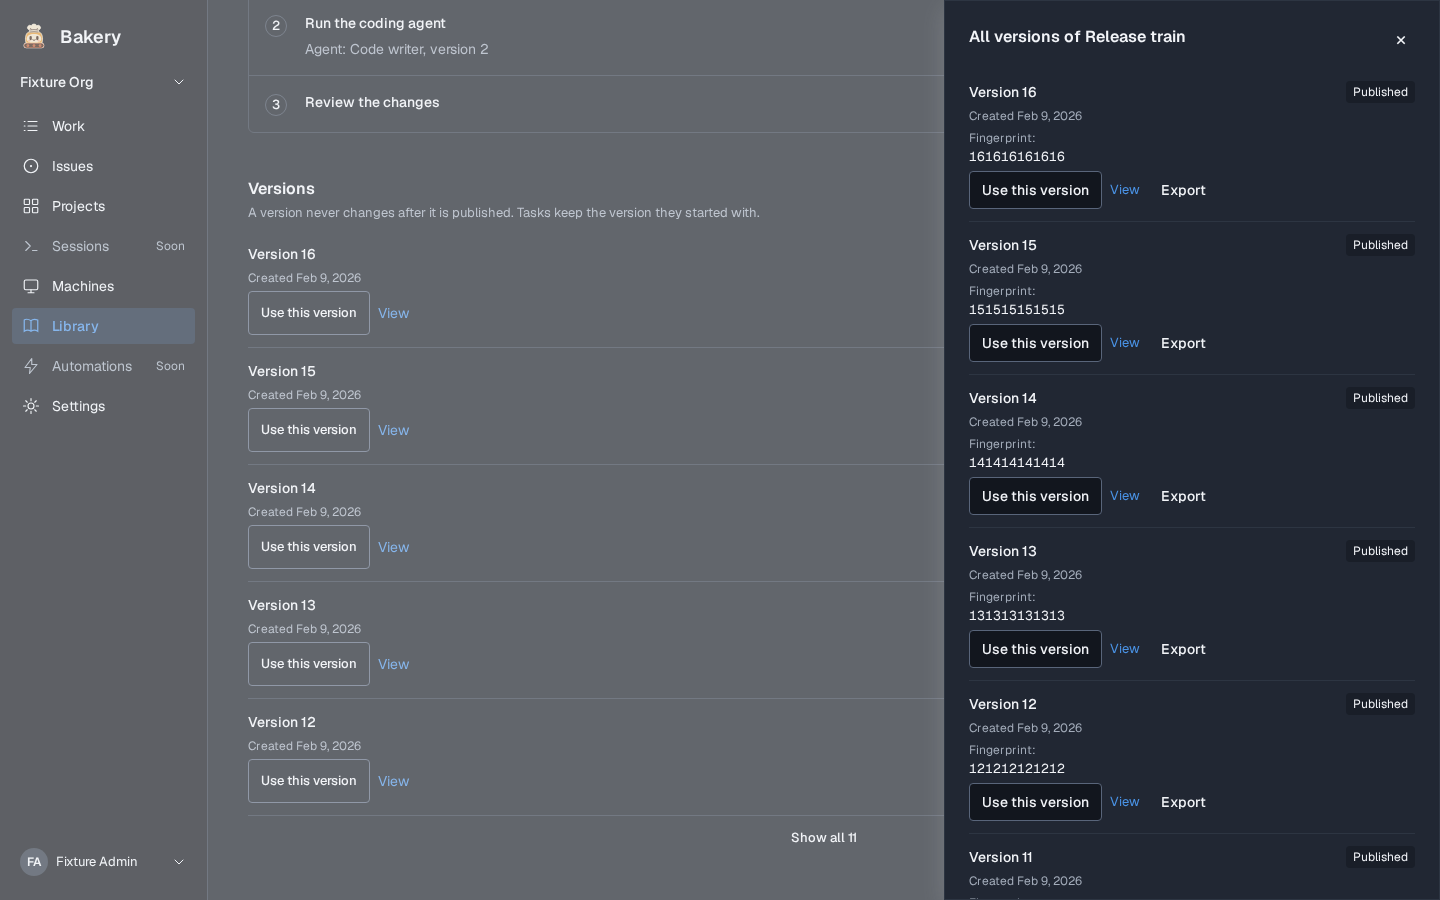 Bakery
Fixture Org
Work
Issues
Projects
Sessions Soon
Machines
Library
Automations Soon
Settings
FA Fixture Admin
2 Run the coding agent
Agent: Code writer, version 2
3 Review the changes
Versions
A version never changes after it is published. Tasks keep the version they started with.
Version 16
Created Feb 9, 2026
Use this version View
Version 15
Created Feb 9, 2026
Use this version View
Version 14
Created Feb 9, 2026
Use this version View
Version 13
Created Feb 9, 2026
Use this version View
Version 12
Created Feb 9, 2026
Use this version View
Show all 11
All versions of Release train
Version 16 Published
Created Feb 9, 2026
Fingerprint:
161616161616
Use this version View Export
Version 15 Published
Created Feb 9, 2026
Fingerprint:
151515151515
Use this version View Export
Version 14 Published
Created Feb 9, 2026
Fingerprint:
141414141414
Use this version View Export
Version 13 Published
Created Feb 9, 2026
Fingerprint:
131313131313
Use this version View Export
Version 12 Published
Created Feb 9, 2026
Fingerprint:
121212121212
Use this version View Export
Version 11 Published
Created Feb 9, 2026